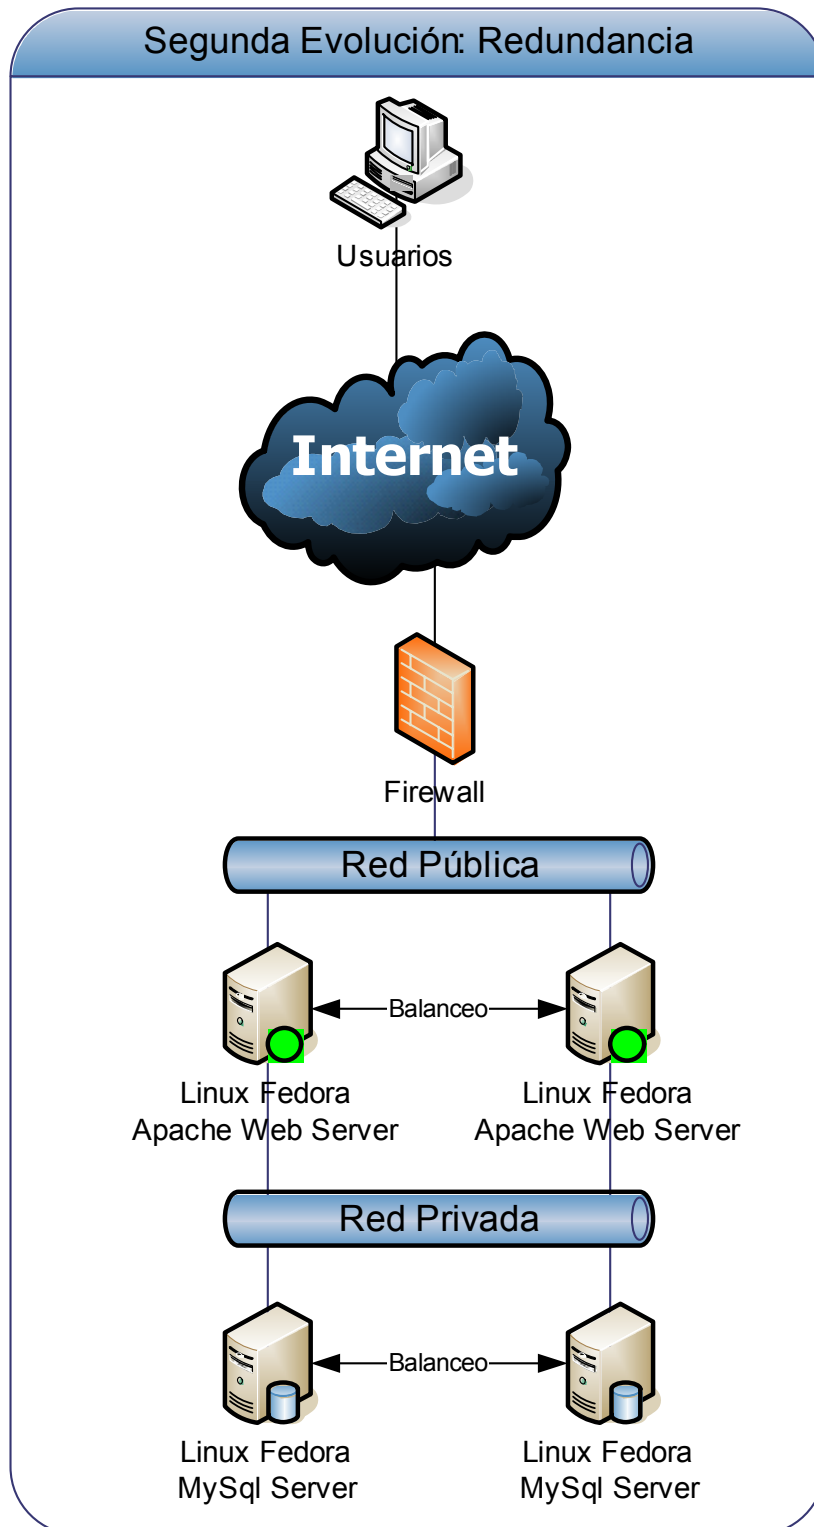 Segunda Evolución: Redundancia
Usuarios
Internet
Firewall
Red Pública
Balanceo
Linux Fedora
Apache Web Server
Linux Fedora
Apache Web Server
Red Privada
Balanceo
Linux Fedora
MySql Server
Linux Fedora
MySql Server